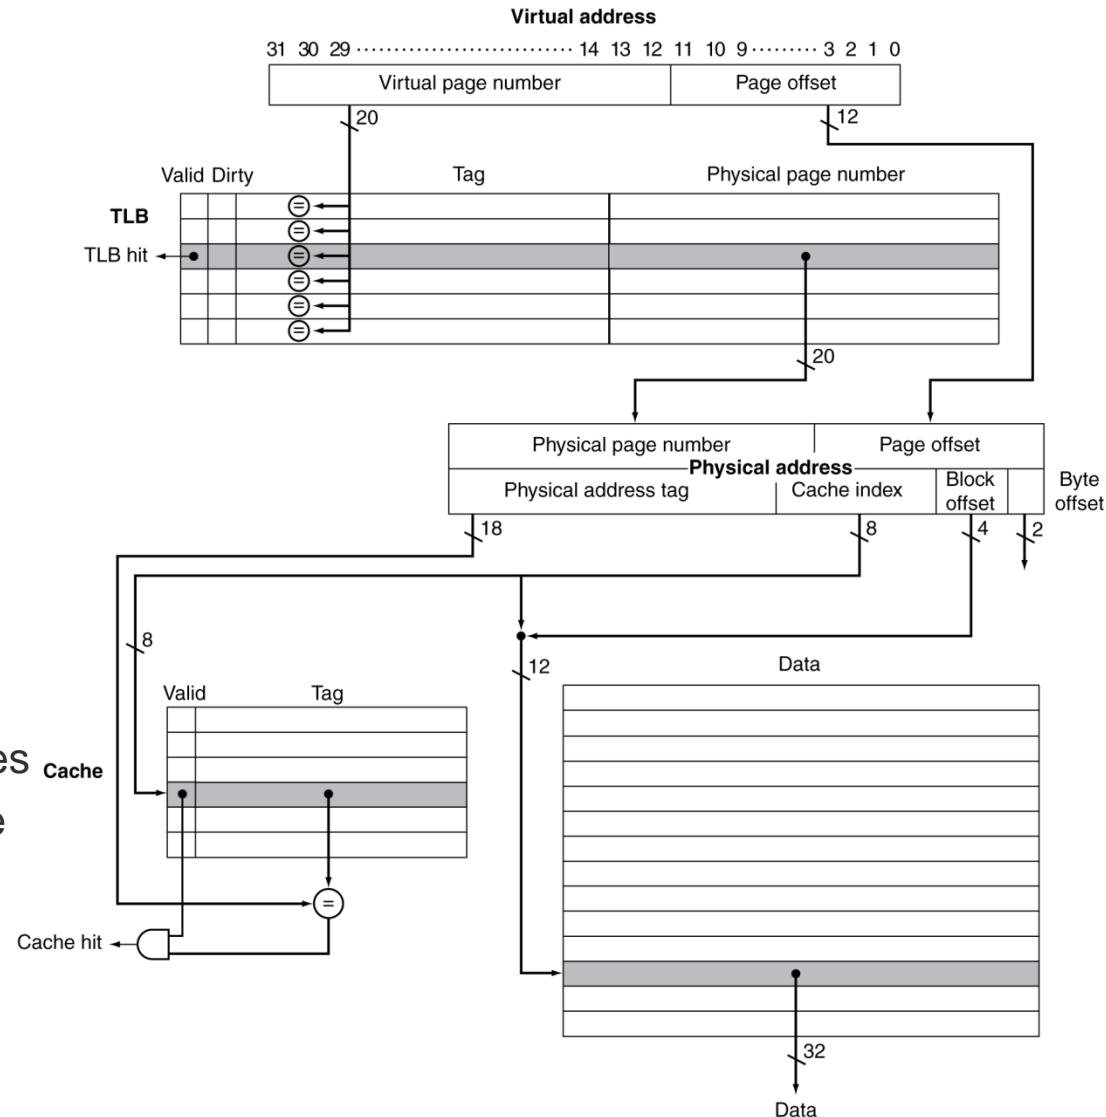 Virtual address
31 30 29 ··························· 14 13 12 11 10 9 ········· 3 2 1 0
Virtual page number Page offset
20 12
Valid Dirty Tag Physical page number
TLB
=
=
TLB hit =
=
=
=
20
Physical page number Page offset
Physical address
Physical address tag Cache index Block offset Byte offset
18 8 4 2
8
12
Data
Valid Tag
es Cache
e
=
Cache hit
32
Data